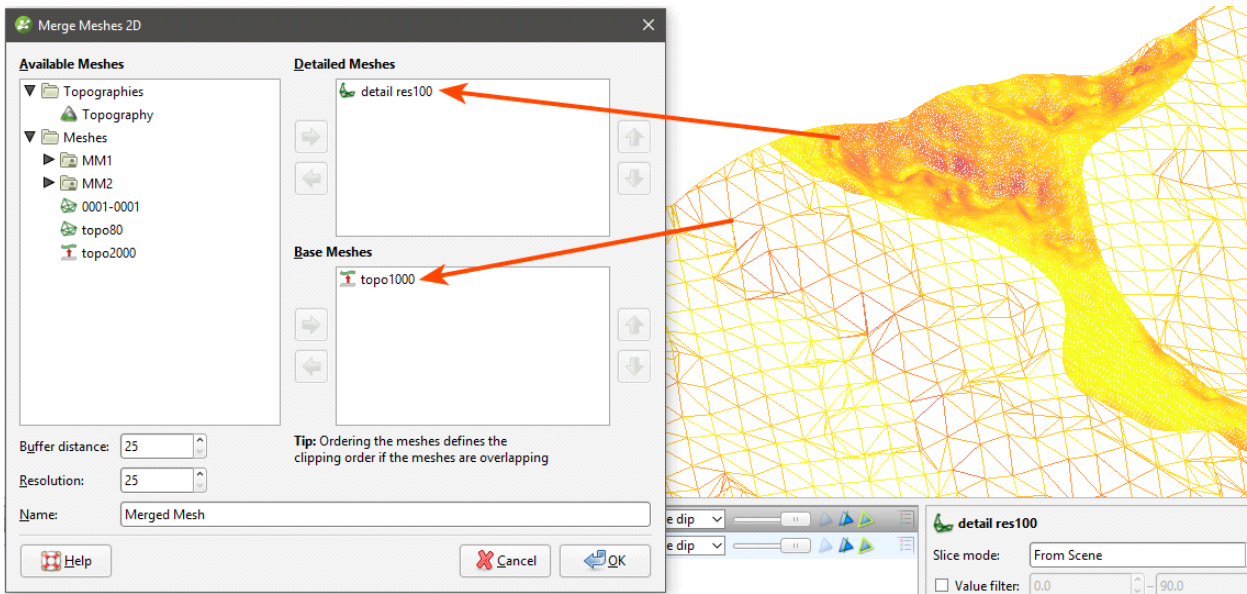 Merge Meshes 2D
Available Meshes
Topographies
Topography
Meshes
MM1
MM2
0001-0001
topo80
topo2000
Detailed Meshes
detail res100
Base Meshes
topo1000
Buffer distance: 25
Resolution: 25
Tip: Ordering the meshes defines the
clipping order if the meshes are overlapping
Name: Merged Mesh
Help
Cancel
OK
e dip
e dip
detail res100
Slice mode: From Scene
Value filter: 0.0 – 90.0